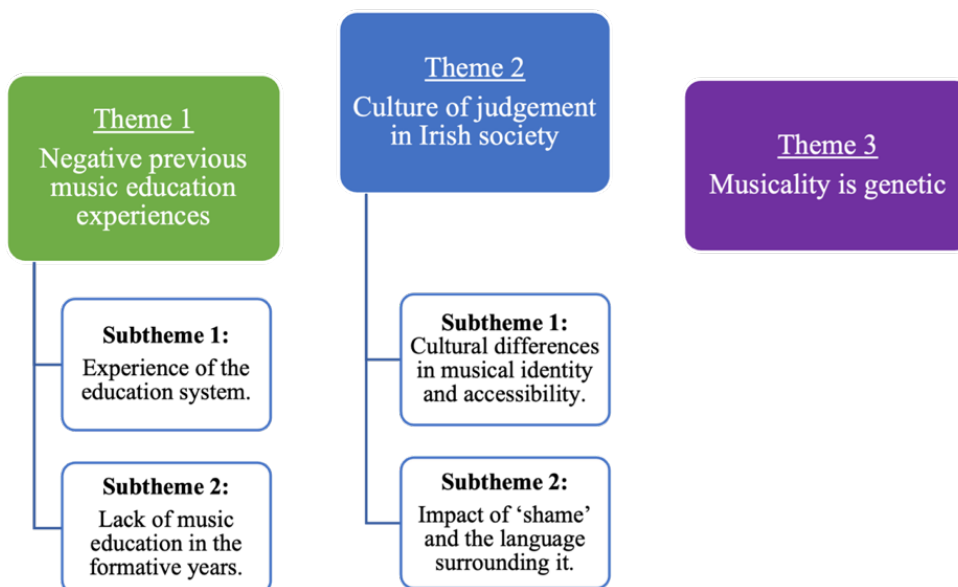 Theme 1
Negative previous
music education
experiences
Subtheme 1:
Experience of the
education system.
Subtheme 2:
Lack of music
education in the
formative years.
Theme 2
Culture of judgement
in Irish society
Subtheme 1:
Cultural differences
in musical identity
and accessibility.
Subtheme 2:
Impact of ‘shame’
and the language
surrounding it.
Theme 3
Musicality is genetic